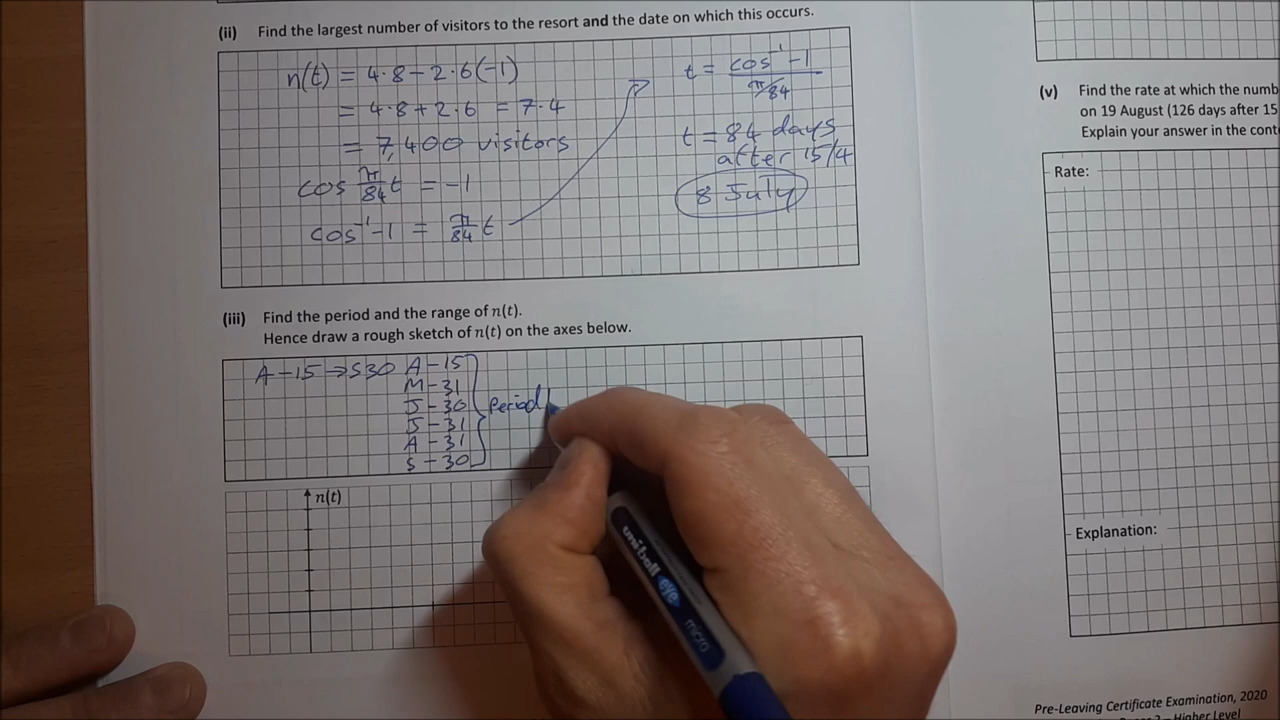 (ii) Find the largest number of visitors to the resort and the date on which this occurs.
n(t) = 4·8 - 2·6(-1)
= 4·8 + 2·6 = 7·4
= 7,400 visitors
cos π/84 t = -1
cos⁻¹ -1 = π/84 t
t = cos⁻¹ -1 / π/84
t = 84 days
after 15/4
8 July
(iii) Find the period and the range of n(t).
Hence draw a rough sketch of n(t) on the axes below.
A-15 → S30
A-15
M-31
J-30
J-31
A-31
S-30
Period
n(t)
uniball eye
micro
(v) Find the rate at which the numb
on 19 August (126 days after 15
Explain your answer in the cont
Rate:
Explanation:
Pre-Leaving Certificate Examination, 2020
2 – Higher Level